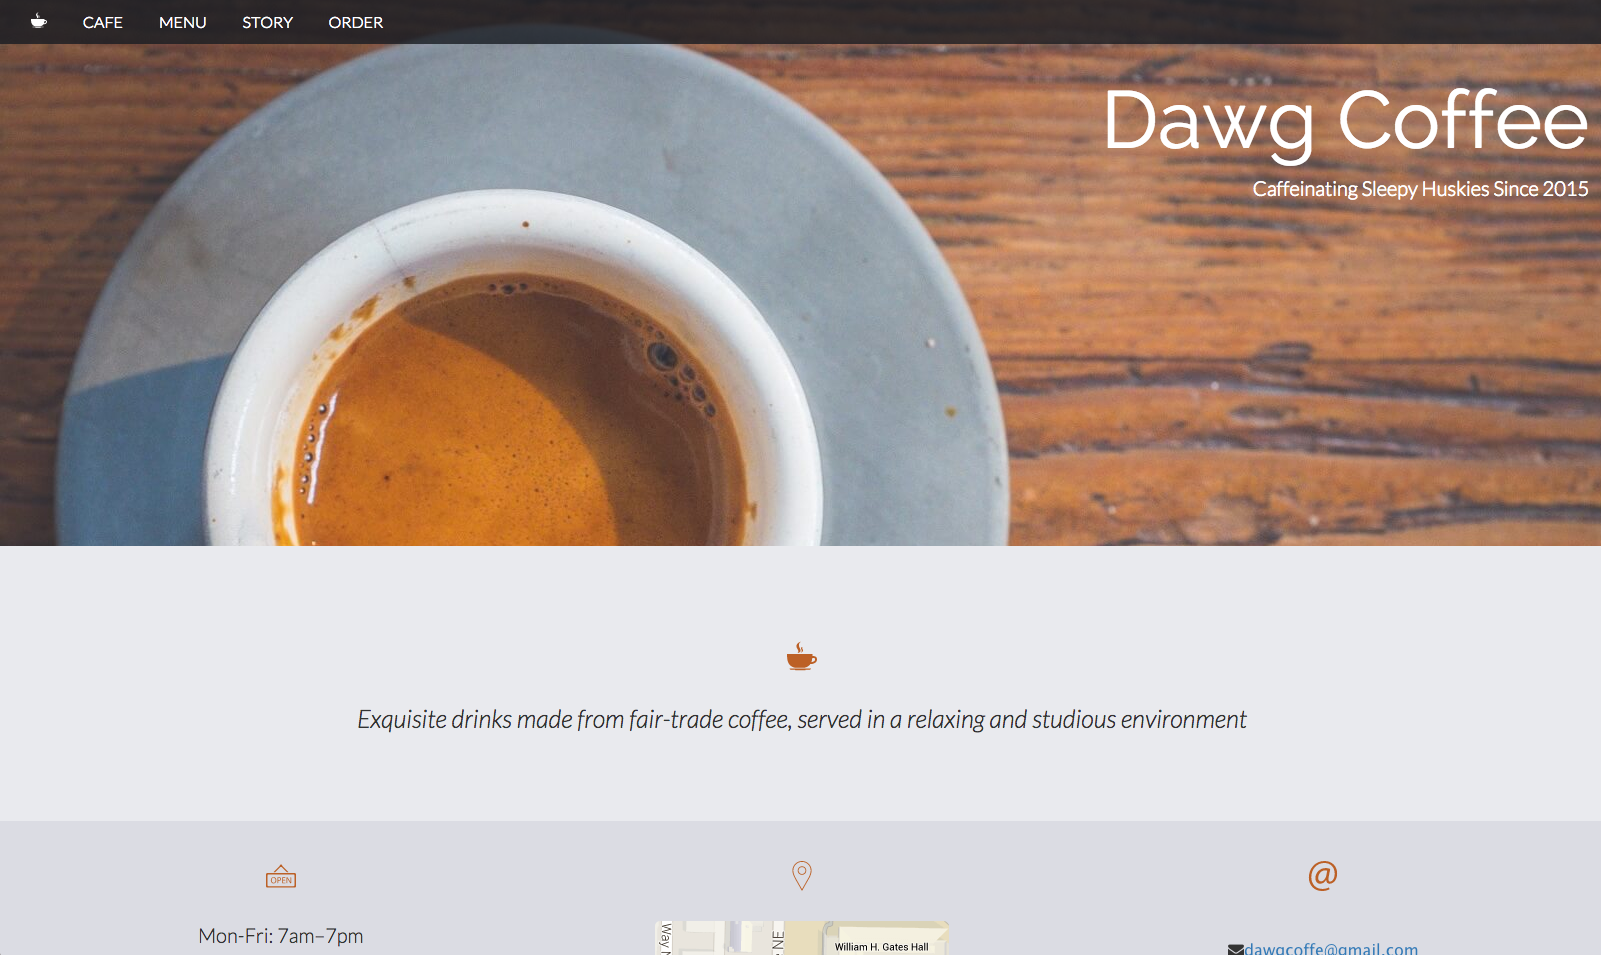 CAFE MENU STORY ORDER
Dawg Coffee
Caffeinating Sleepy Huskies Since 2015
Exquisite drinks made from fair-trade coffee, served in a relaxing and studious environment
OPEN
@
Mon-Fri: 7am–7pm
Way
NE
William H. Gates Hall
dawgcoffe@gmail.com